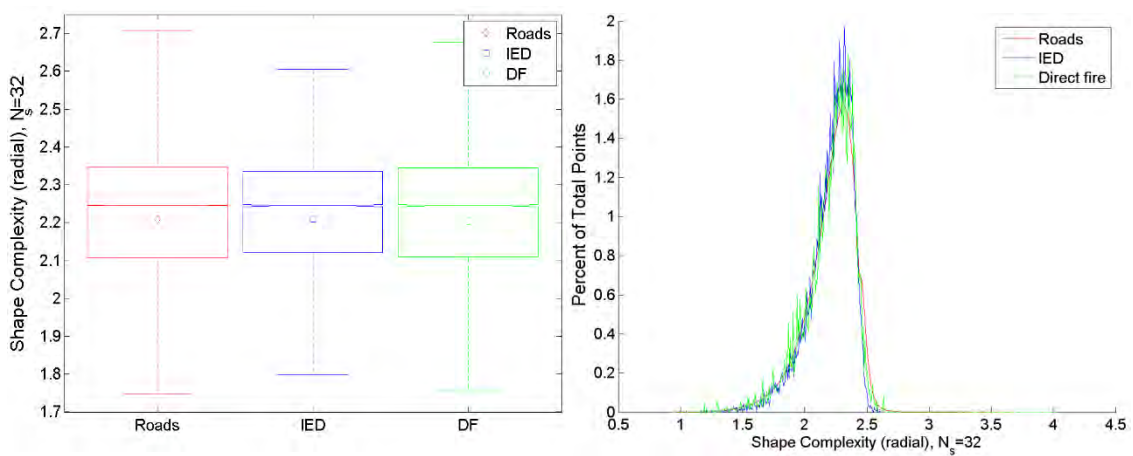 Shape Complexity (radial), N_s=32
2.7
2.6
2.5
2.4
2.3
2.2
2.1
2
1.9
1.8
1.7
Roads
IED
DF
Roads
IED
DF
Percent of Total Points
2
1.8
1.6
1.4
1.2
1
0.8
0.6
0.4
0.2
0
Roads
IED
Direct fire
0.5 1 1.5 2 2.5 3 3.5 4 4.5
Shape Complexity (radial), N_s=32